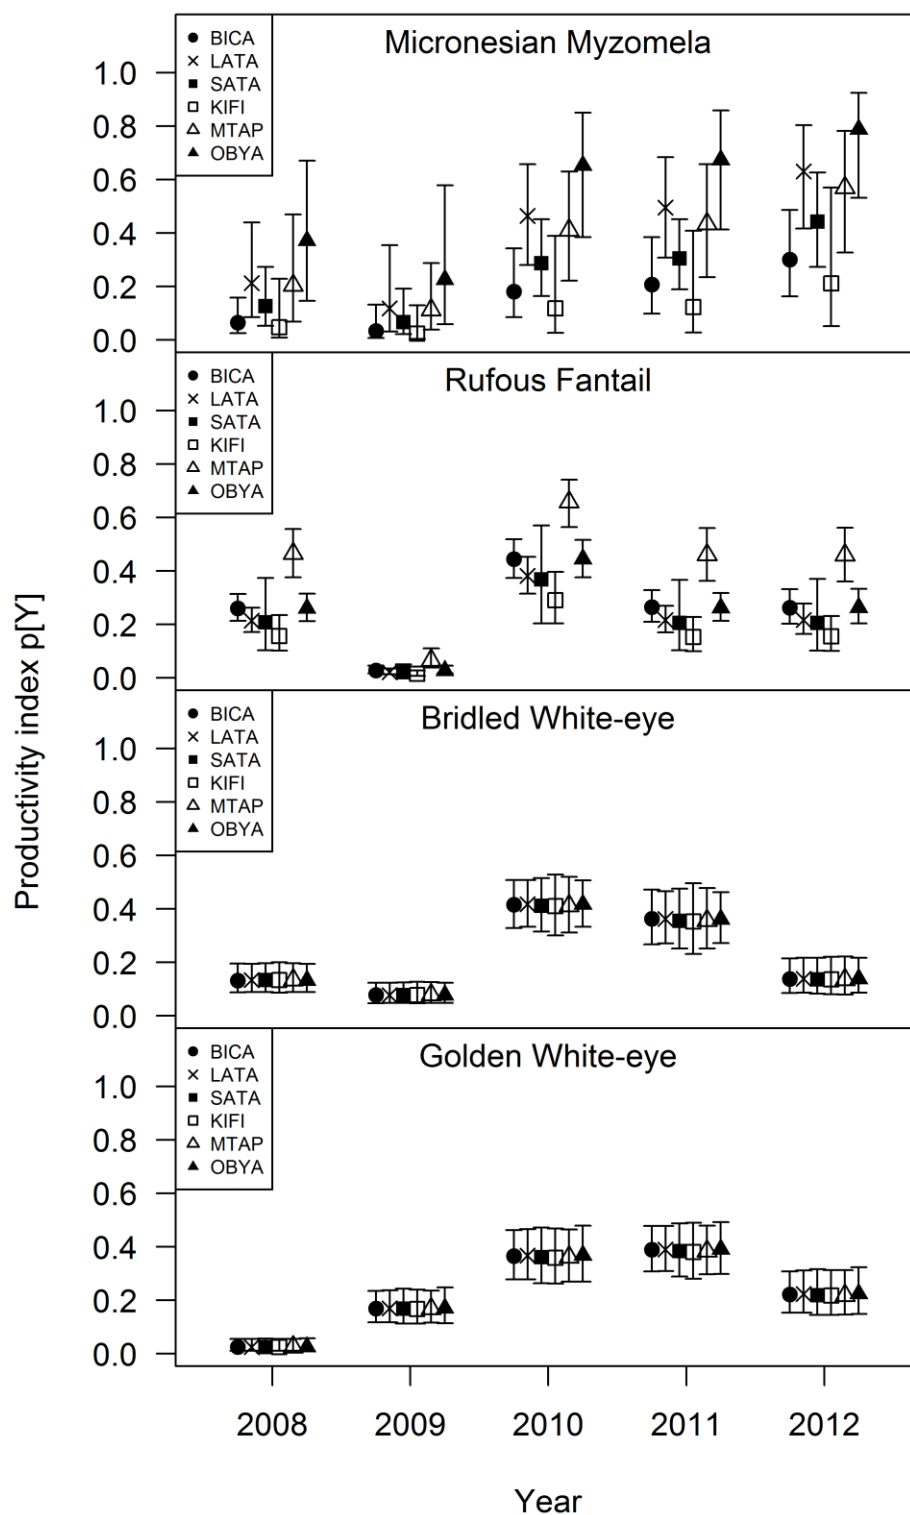 Micronesian Myzomela
BICA
LATA
SATA
KIFI
MTAP
OBYA
1.0
0.8
0.6
0.4
0.2
0.0
Rufous Fantail
BICA
LATA
SATA
KIFI
MTAP
OBYA
1.0
0.8
0.6
0.4
0.2
0.0
Bridled White-eye
BICA
LATA
SATA
KIFI
MTAP
OBYA
1.0
0.8
0.6
0.4
0.2
0.0
Golden White-eye
BICA
LATA
SATA
KIFI
MTAP
OBYA
1.0
0.8
0.6
0.4
0.2
0.0
Productivity index p[Y]
2008 2009 2010 2011 2012
Year